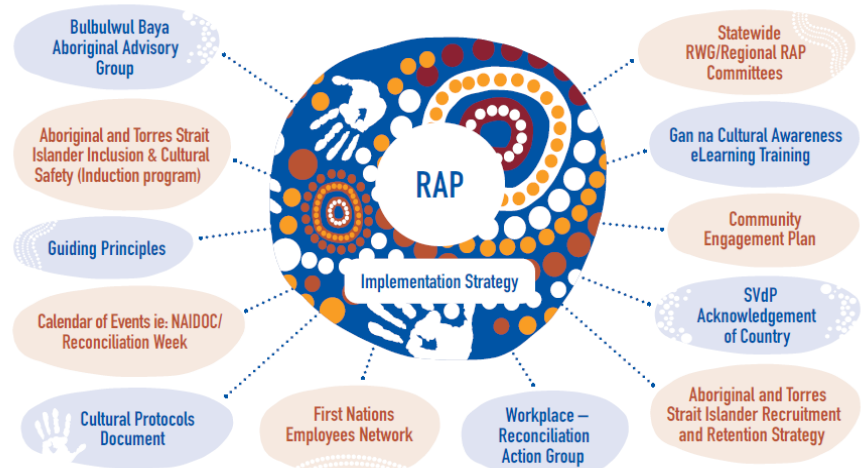 Bulbulwul Baya
Aboriginal Advisory
Group
Aboriginal and Torres Strait
Islander Inclusion & Cultural
Safety (Induction program)
Guiding Principles
Calendar of Events ie: NAIDOC/
Reconciliation Week
Cultural Protocols
Document
First Nations
Employees Network
RAP
Implementation Strategy
Workplace –
Reconciliation
Action Group
Statewide
RWG/Regional RAP
Committees
Gan na Cultural Awareness
eLearning Training
Community
Engagement Plan
SVdP
Acknowledgement
of Country
Aboriginal and Torres
Strait Islander Recruitment
and Retention Strategy